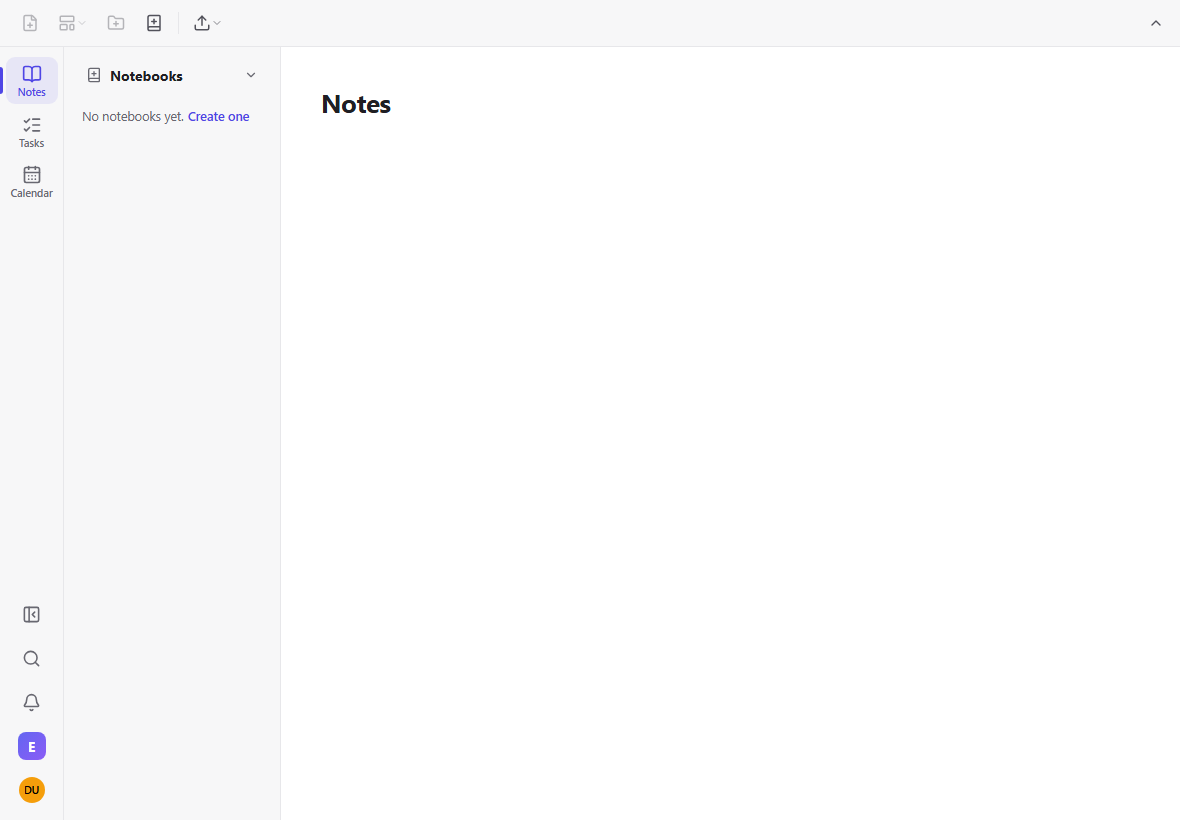 Notes
Tasks
Calendar
E
DU
Notebooks
No notebooks yet. Create one
Notes